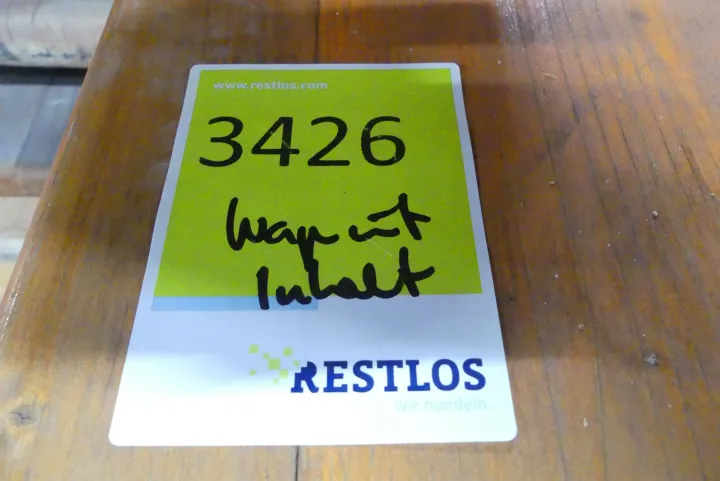 www.restlos.com
3426
Wagen mit
Inhalt
RESTLOS
Wir handeln.